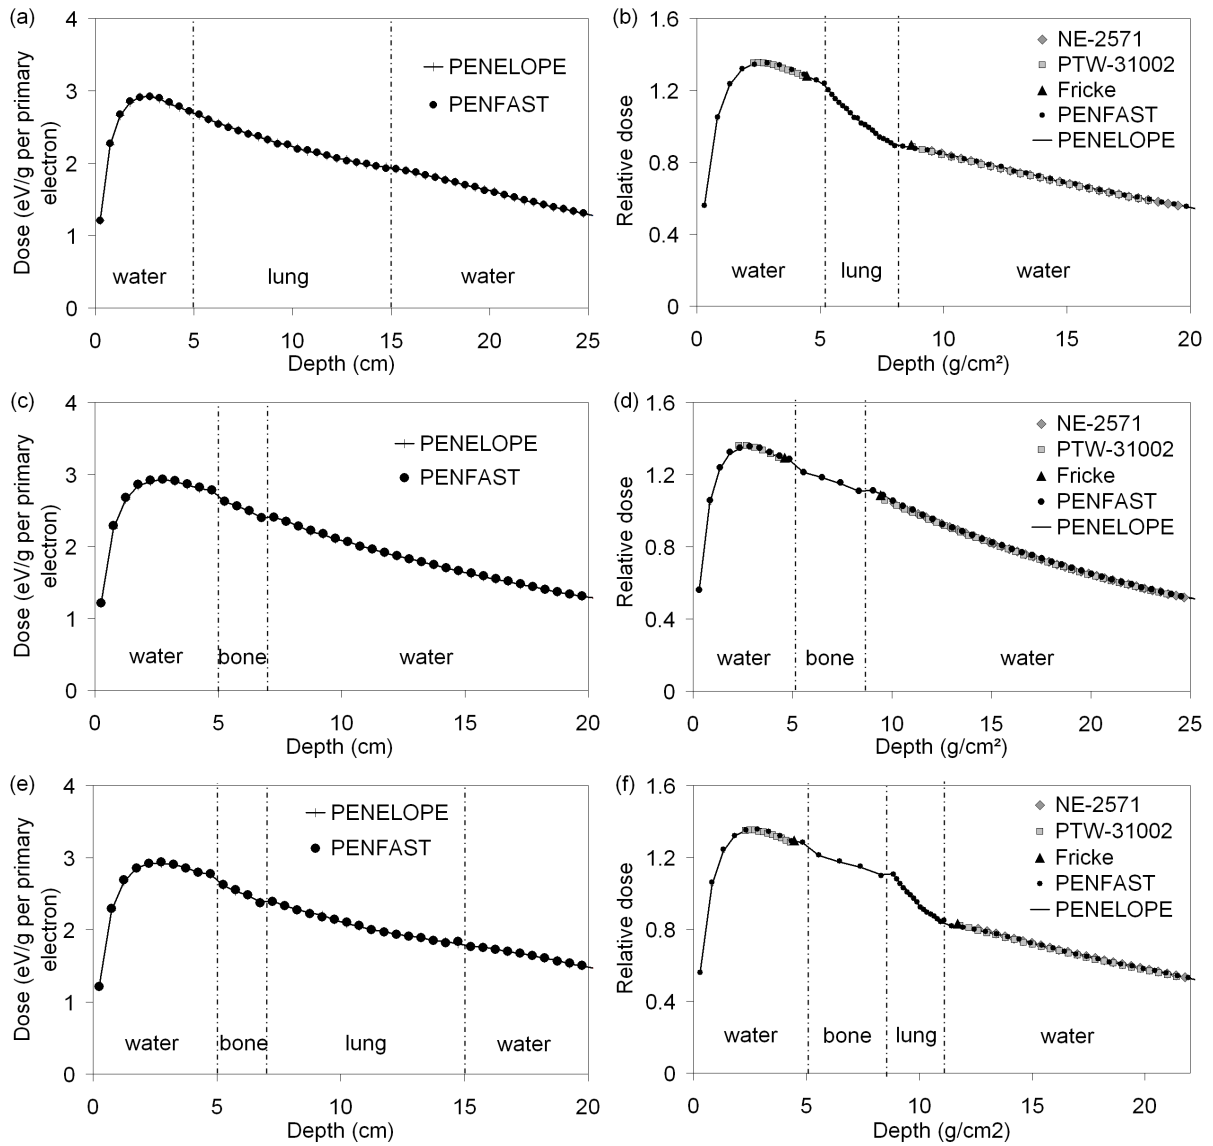 (a)
4
3
2
1
0
Dose (eV/g per primary
electron)
PENELOPE
PENFAST
water
lung
water
0
5
10
15
20
25
Depth (cm)
(b)
1.6
1.2
0.8
0.4
0
Relative dose
NE-2571
PTW-31002
Fricke
PENFAST
PENELOPE
water
lung
water
0
5
10
15
20
Depth (g/cm²)
(c)
4
3
2
1
0
Dose (eV/g per primary
electron)
PENELOPE
PENFAST
water
bone
water
0
5
10
15
20
Depth (cm)
(d)
1.6
1.2
0.8
0.4
0
Relative dose
NE-2571
PTW-31002
Fricke
PENFAST
PENELOPE
water
bone
water
0
5
10
15
20
25
Depth (g/cm²)
(e)
4
3
2
1
0
Dose (eV/g per primary
electron)
PENELOPE
PENFAST
water
bone
lung
water
0
5
10
15
20
Depth (cm)
(f)
1.6
1.2
0.8
0.4
0
Relative dose
NE-2571
PTW-31002
Fricke
PENFAST
PENELOPE
water
bone
lung
water
0
5
10
15
20
Depth (g/cm2)